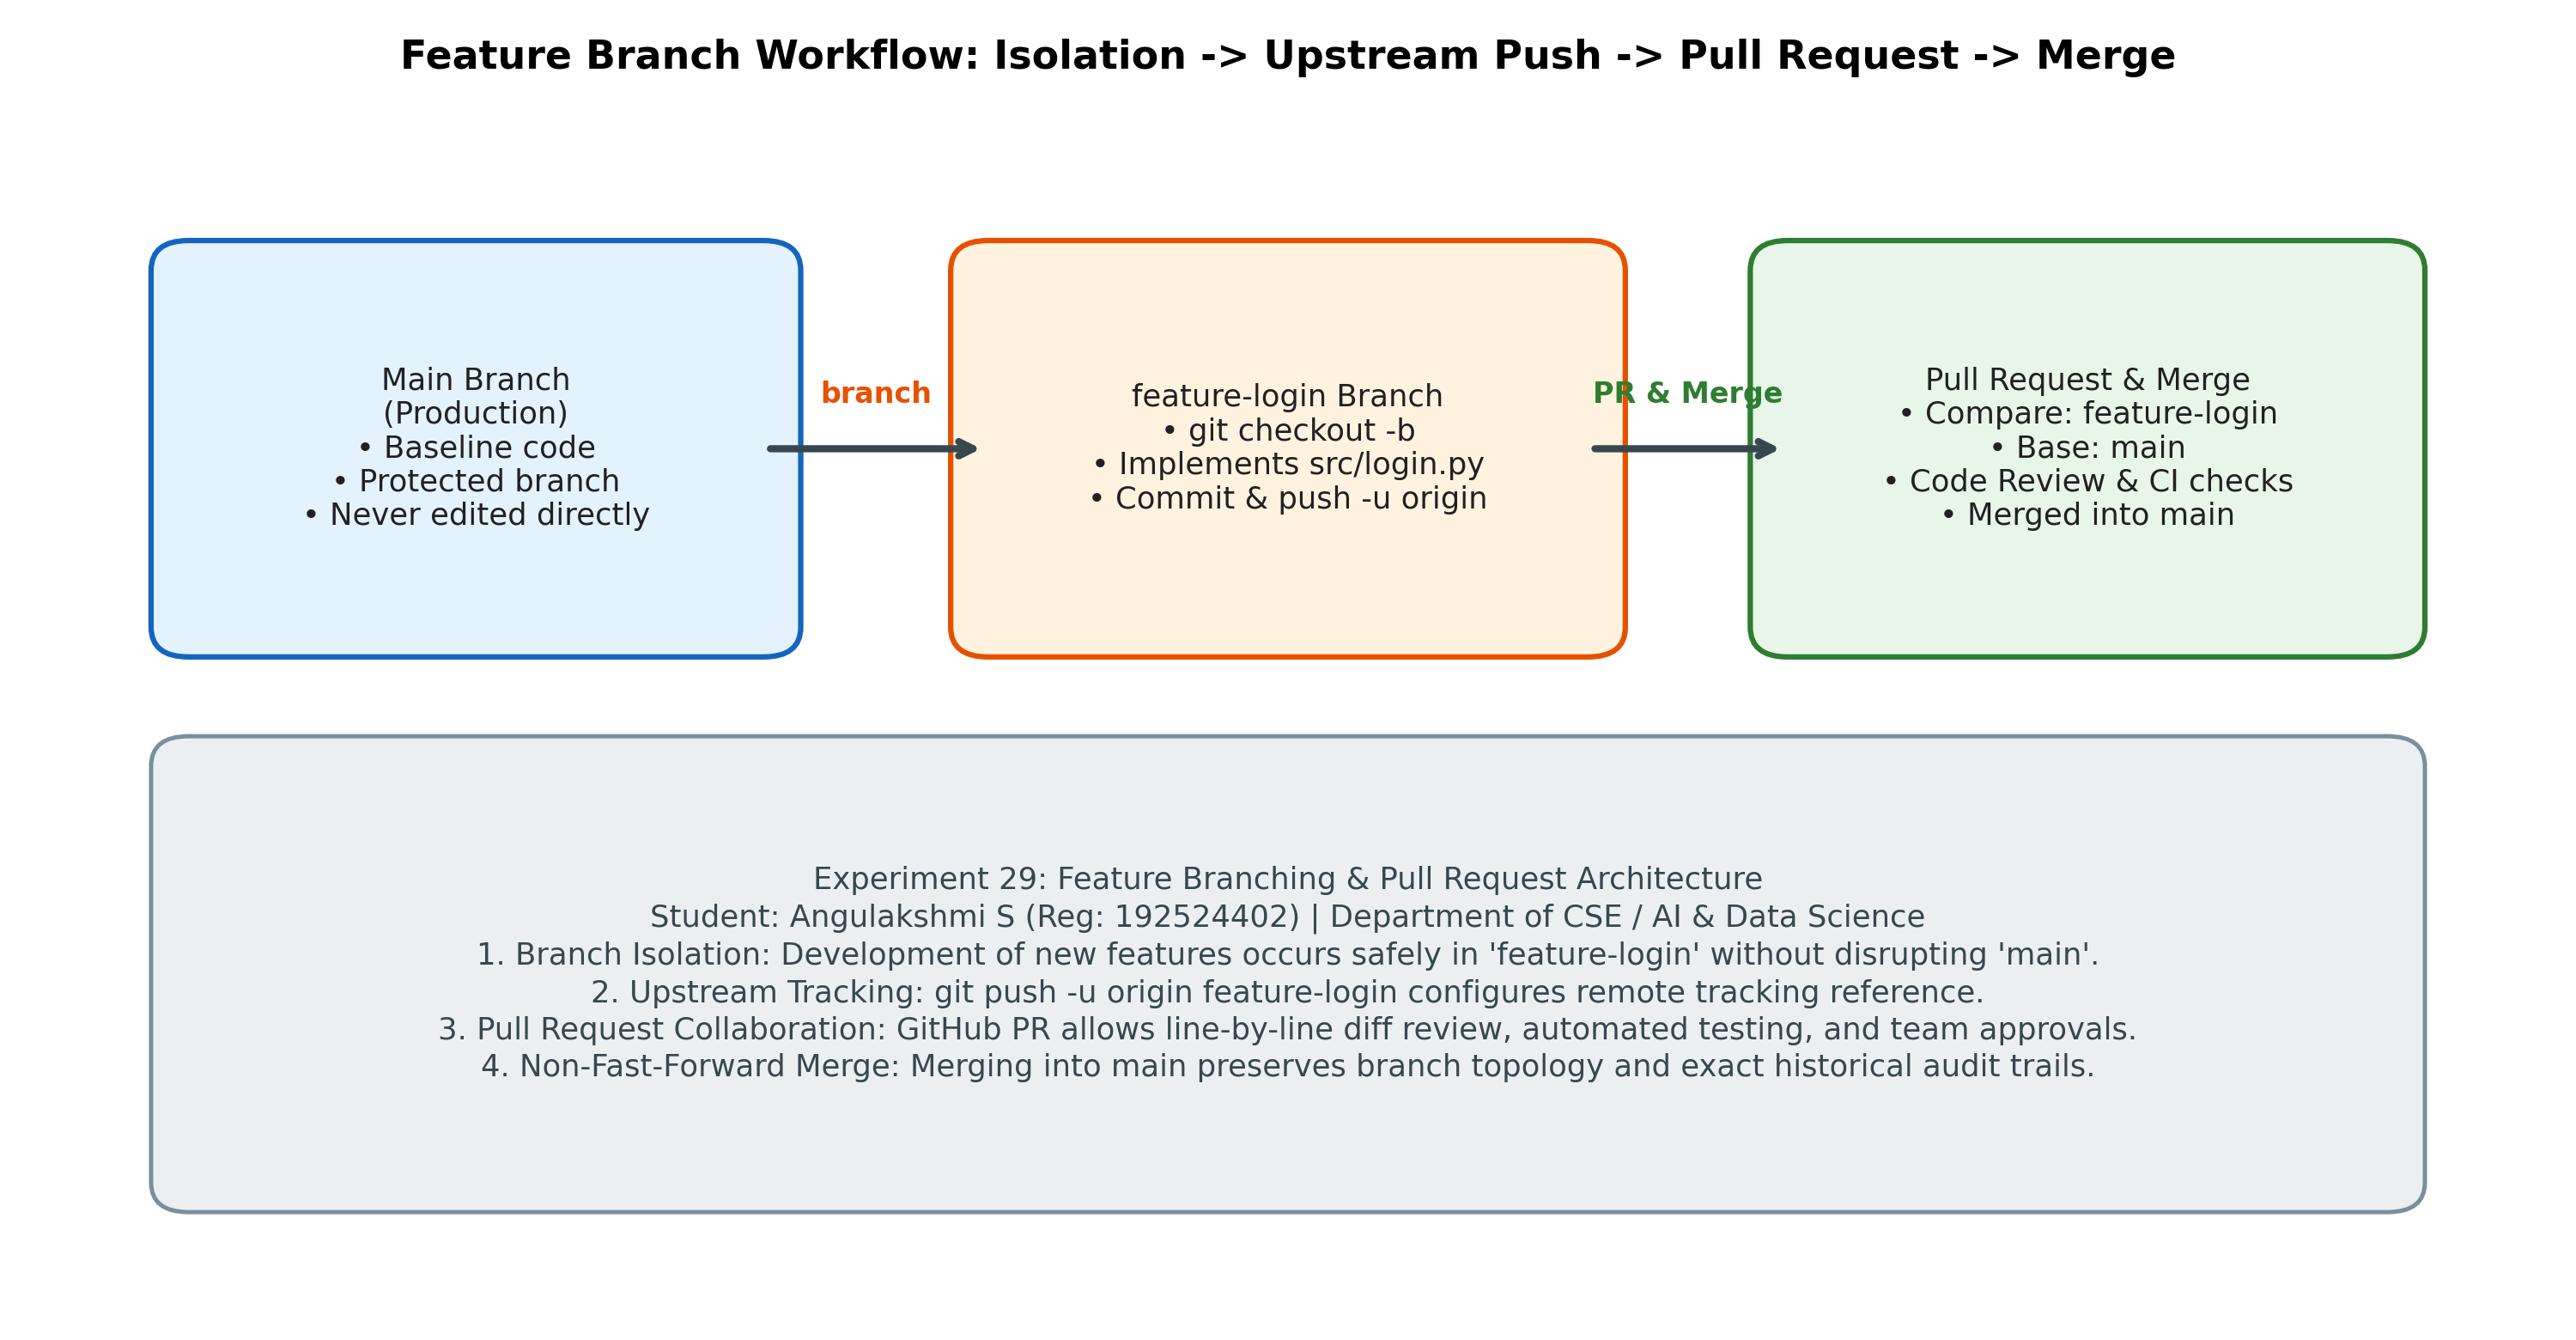 Feature Branch Workflow: Isolation -> Upstream Push -> Pull Request -> Merge
Main Branch
(Production)
• Baseline code
• Protected branch
• Never edited directly
branch
feature-login Branch
• git checkout -b
• Implements src/login.py
• Commit & push -u origin
PR & Merge
Pull Request & Merge
• Compare: feature-login
• Base: main
• Code Review & CI checks
• Merged into main
Experiment 29: Feature Branching & Pull Request Architecture
Student: Angulakshmi S (Reg: 192524402) | Department of CSE / AI & Data Science
1. Branch Isolation: Development of new features occurs safely in 'feature-login' without disrupting 'main'.
2. Upstream Tracking: git push -u origin feature-login configures remote tracking reference.
3. Pull Request Collaboration: GitHub PR allows line-by-line diff review, automated testing, and team approvals.
4. Non-Fast-Forward Merge: Merging into main preserves branch topology and exact historical audit trails.